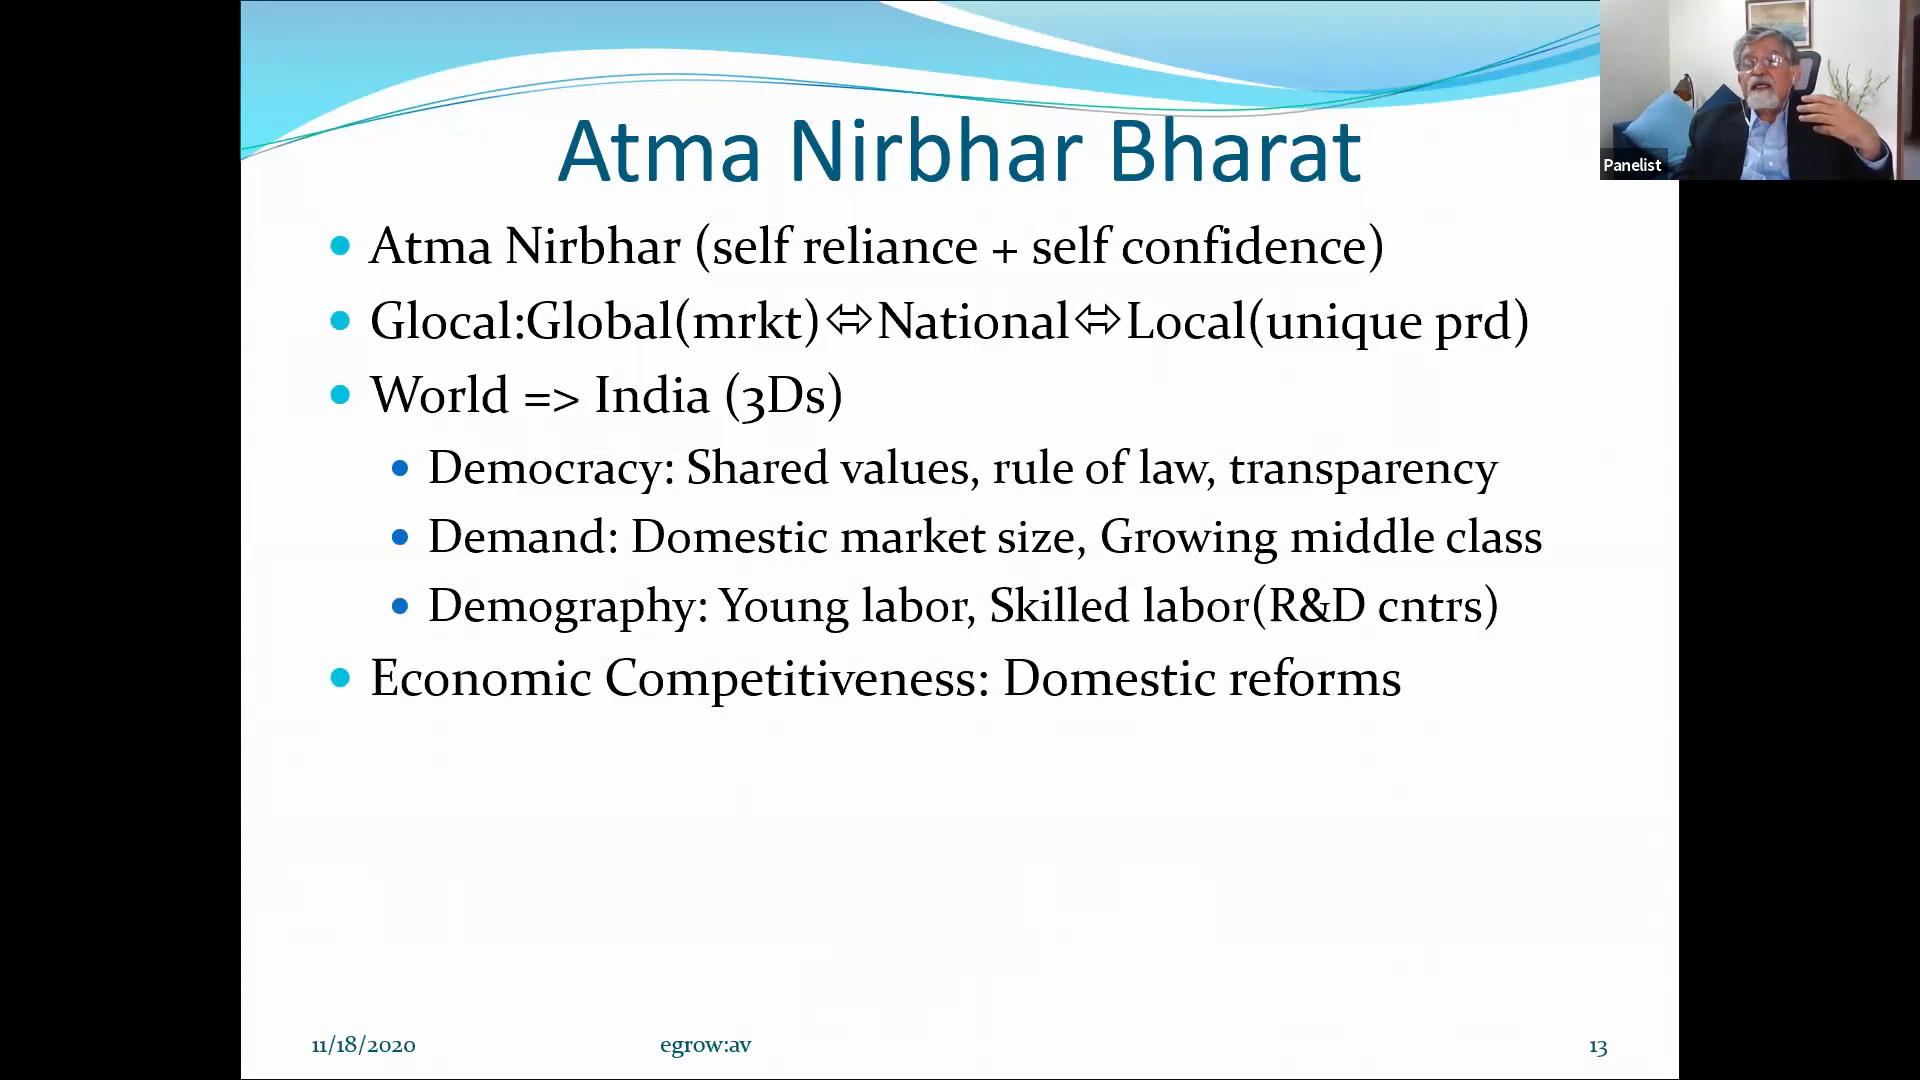 Atma Nirbhar Bharat
Panelist
Atma Nirbhar (self reliance + self confidence)
Glocal:Global(mrkt)⬄National⬄Local(unique prd)
World => India (3Ds)
Democracy: Shared values, rule of law, transparency
Demand: Domestic market size, Growing middle class
Demography: Young labor, Skilled labor(R&D cntrs)
Economic Competitiveness: Domestic reforms
11/18/2020 egrow:av 13